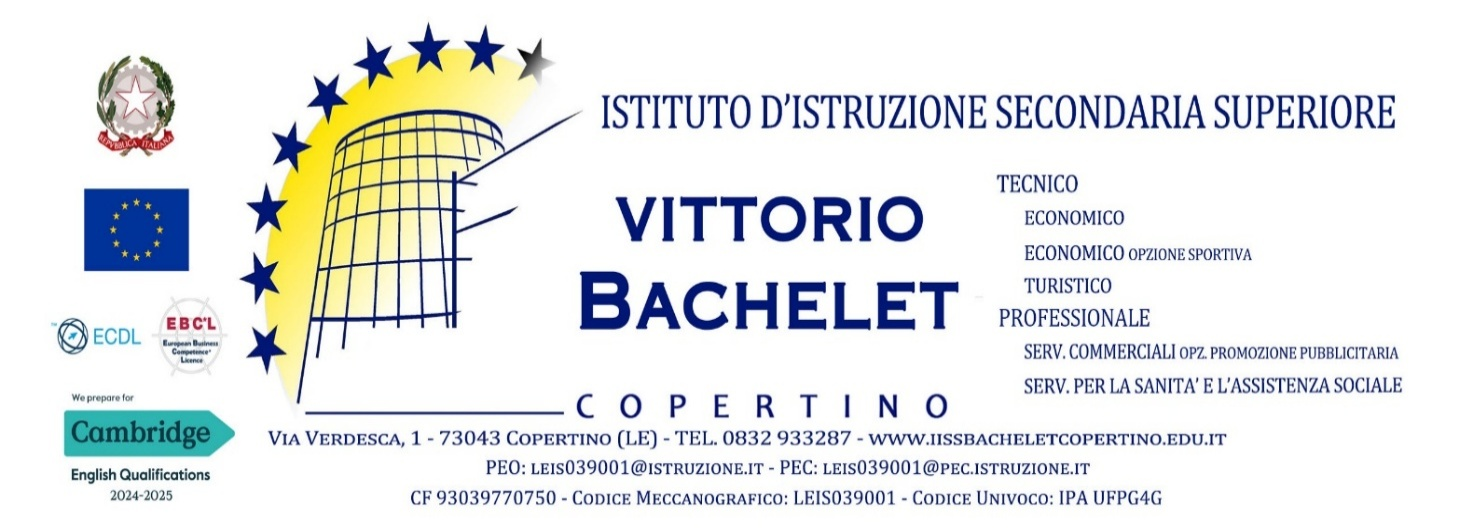 REPVBBLICA ITALIANA
ECDL
EBC*L
European Business
Competence*
Licence
We prepare for
Cambridge
English Qualifications
2024-2025
ISTITUTO D'ISTRUZIONE SECONDARIA SUPERIORE
VITTORIO
BACHELET
COPERTINO
TECNICO
ECONOMICO
ECONOMICO OPZIONE SPORTIVA
TURISTICO
PROFESSIONALE
SERV. COMMERCIALI OPZ. PROMOZIONE PUBBLICITARIA
SERV. PER LA SANITA' E L'ASSISTENZA SOCIALE
VIA VERDESCA, 1 - 73043 COPERTINO (LE) - TEL. 0832 933287 - WWW.IISSBACHELETCOPERTINO.EDU.IT
PEO: LEIS039001@ISTRUZIONE.IT - PEC: LEIS039001@PEC.ISTRUZIONE.IT
CF 93039770750 - CODICE MECCANOGRAFICO: LEIS039001 - CODICE UNIVOCO: IPA UFPG4G